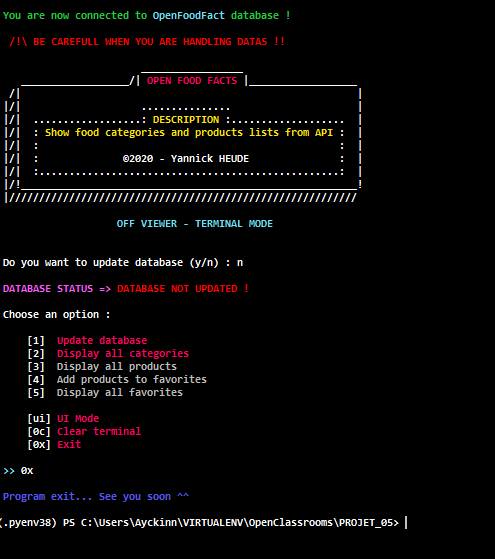 You are now connected to OpenFoodFact database !
/!\ BE CAREFULL WHEN YOU ARE HANDLING DATAS !!
OPEN FOOD FACTS
DESCRIPTION
Show food categories and products lists from API
©2020 - Yannick HEUDE
OFF VIEWER - TERMINAL MODE
Do you want to update database (y/n) : n
DATABASE STATUS => DATABASE NOT UPDATED !
Choose an option :
[1] Update database
[2] Display all categories
[3] Display all products
[4] Add products to favorites
[5] Display all favorites
[ui] UI Mode
[0c] Clear terminal
[0x] Exit
>> 0x
Program exit... See you soon ^^
(.pyenv38) PS C:\Users\Ayckinn\VIRTUALENV\OpenClassrooms\PROJET_05>